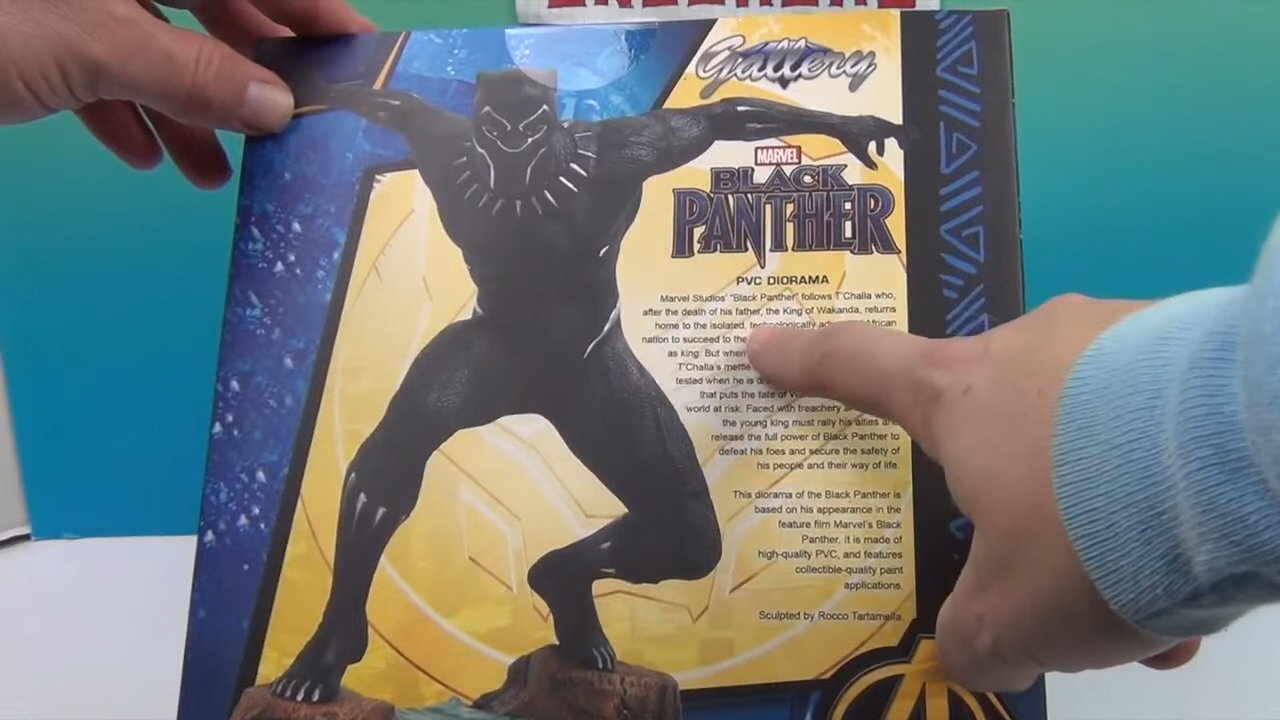 Gallery
MARVEL
BLACK
PANTHER
PVC DIORAMA
Marvel Studios' "Black Panther" follows T'Challa who,
after the death of his father, the King of Wakanda, returns
home to the isolated, technologically African
nation to succeed to the
as king. But when
T'Challa's
tested when he is
that puts the fate of
world at risk. Faced with treachery
the young king must rally his allies and
release the full power of Black Panther to
defeat his foes and secure the safety of
his people and their way of life.
This diorama of the Black Panther is
based on his appearance in the
feature film Marvel's Black
Panther. It is made of
high-quality PVC, and features
collectible-quality paint
applications.
Sculpted by Rocco Tartamella